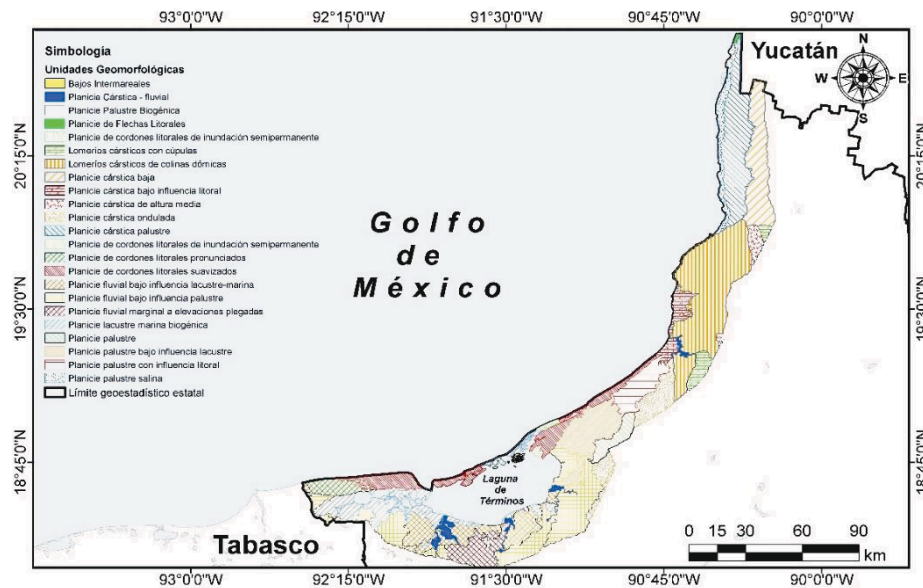 93°0'0"W 92°15'0"W 91°30'0"W 90°45'0"W 90°0'0"W
Simbología
Unidades Geomorfológicas
Bajos Intermareales
Planicie Cárstica - fluvial
Planicie Palustre Biogénica
Planicie de Flechas Litorales
Planicie de cordones litorales de inundación semipermanente
Lomeríos cársticos con cúpulas
Lomeríos cársticos de colinas dómicas
Planicie cárstica baja
Planicie cárstica bajo influencia litoral
Planicie cárstica de altura media
Planicie cárstica ondulada
Planicie cárstica palustre
Planicie de cordones litorales de inundación semipermanente
Planicie de cordones litorales pronunciados
Planicie de cordones litorales suavizados
Planicie fluvial bajo influencia lacustre-marina
Planicie fluvial bajo influencia palustre
Planicie fluvial marginal a elevaciones plegadas
Planicie lacustre marina biogénica
Planicie palustre
Planicie palustre bajo influencia lacustre
Planicie palustre con influencia litoral
Planicie palustre salina
Límite geoestadístico estatal
Golfo
de
México
Yucatán
N
W E
S
20°15'0"N 20°15'0"N
19°30'0"N 19°30'0"N
18°45'0"N 18°45'0"N
Laguna
de
Términos
Tabasco
0 15 30 60 90
km
93°0'0"W 92°15'0"W 91°30'0"W 90°45'0"W 90°0'0"W